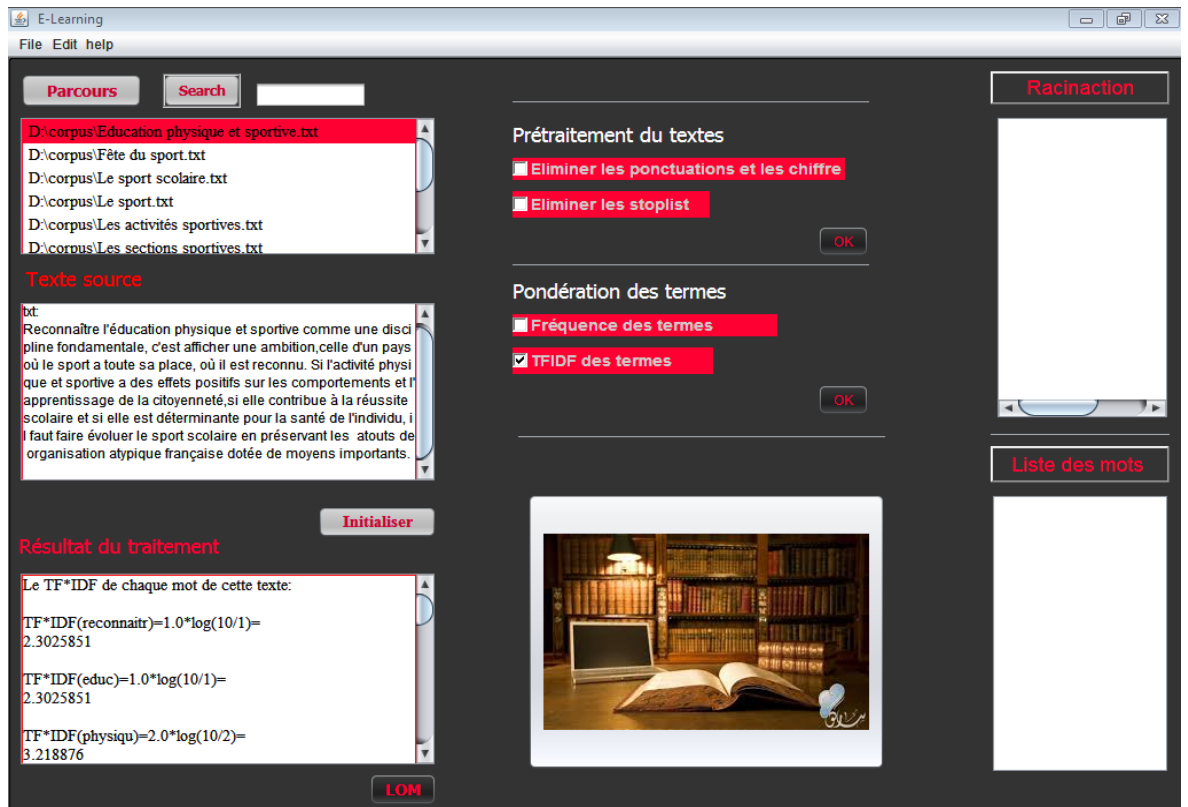 E-Learning
File Edit help
Parcours
Search
D:\corpus\Education physique et sportive.txt
D:\corpus\Fête du sport.txt
D:\corpus\Le sport scolaire.txt
D:\corpus\Le sport.txt
D:\corpus\Les activités sportives.txt
D:\corpus\Les sections sportives.txt
Texte source
txt:
Reconnaître l'éducation physique et sportive comme une disci
pline fondamentale, c'est afficher une ambition,celle d'un pays
où le sport a toute sa place, où il est reconnu. Si l'activité physi
que et sportive a des effets positifs sur les comportements et l'
apprentissage de la citoyenneté,si elle contribue à la réussite
scolaire et si elle est déterminante pour la santé de l'individu, i
l faut faire évoluer le sport scolaire en préservant les atouts de
organisation atypique française dotée de moyens importants.
Initialiser
Résultat du traitement
Le TF*IDF de chaque mot de cette texte:
TF*IDF(reconnaitr)=1.0*log(10/1)=
2.3025851
TF*IDF(educ)=1.0*log(10/1)=
2.3025851
TF*IDF(physiqu)=2.0*log(10/2)=
3.218876
LOM
Prétraitement du textes
Eliminer les ponctuations et les chiffre
Eliminer les stoplist
OK
Pondération des termes
Fréquence des termes
TFIDF des termes
OK
Racinaction
Liste des mots